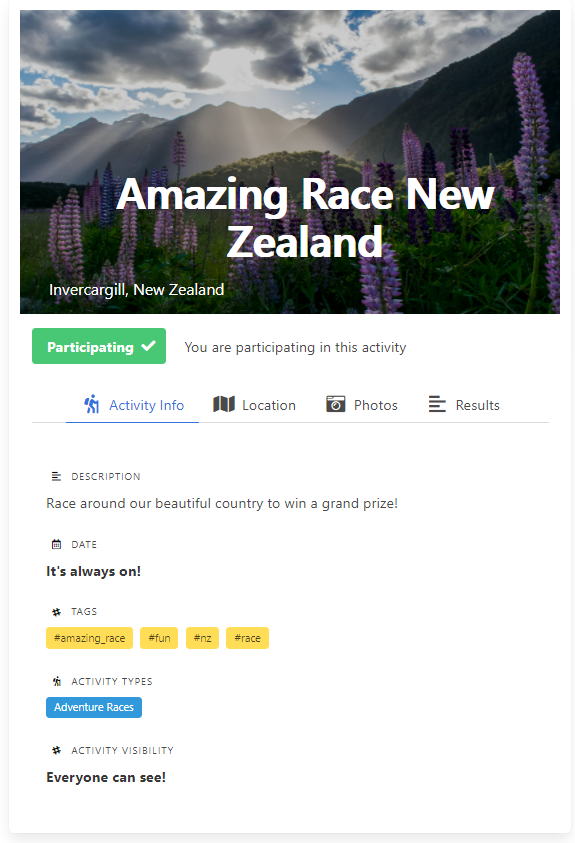 Amazing Race New
Zealand
Invercargill, New Zealand
Participating You are participating in this activity
Activity Info Location Photos Results
DESCRIPTION
Race around our beautiful country to win a grand prize!
DATE
It's always on!
TAGS
#amazing_race #fun #nz #race
ACTIVITY TYPES
Adventure Races
ACTIVITY VISIBILITY
Everyone can see!